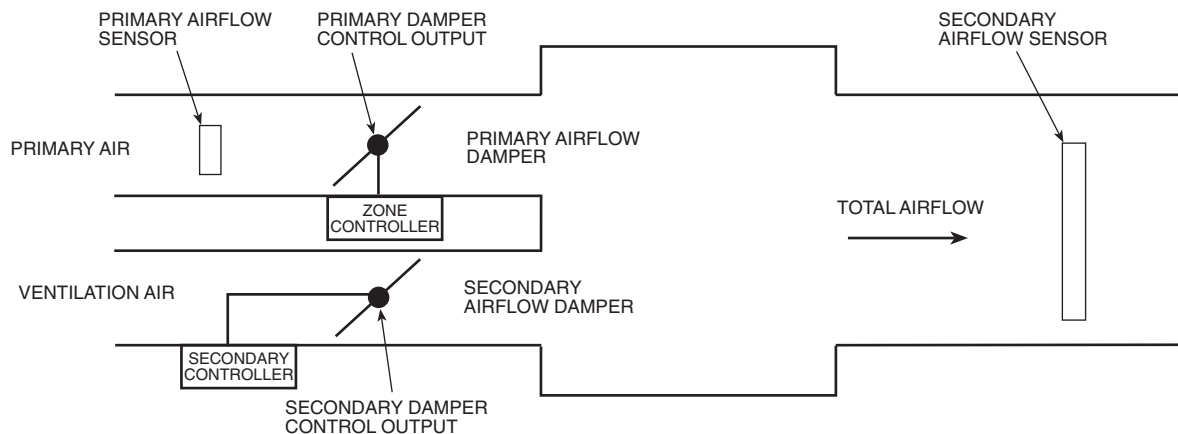 PRIMARY AIRFLOW
SENSOR
PRIMARY DAMPER
CONTROL OUTPUT
SECONDARY
AIRFLOW SENSOR
PRIMARY AIR
PRIMARY AIRFLOW
DAMPER
ZONE
CONTROLLER
TOTAL AIRFLOW
VENTILATION AIR
SECONDARY
AIRFLOW DAMPER
SECONDARY
CONTROLLER
SECONDARY DAMPER
CONTROL OUTPUT